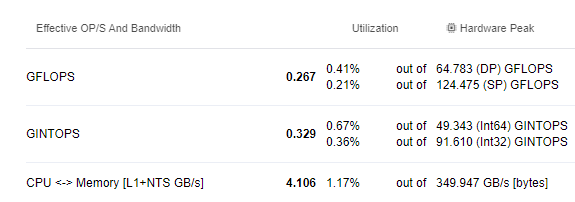 Effective OP/S And Bandwidth Utilization Hardware Peak
GFLOPS 0.267 0.41% out of 64.783 (DP) GFLOPS
0.21% out of 124.475 (SP) GFLOPS
GINTOPS 0.329 0.67% out of 49.343 (Int64) GINTOPS
0.36% out of 91.610 (Int32) GINTOPS
CPU <-> Memory [L1+NTS GB/s] 4.106 1.17% out of 349.947 GB/s [bytes]